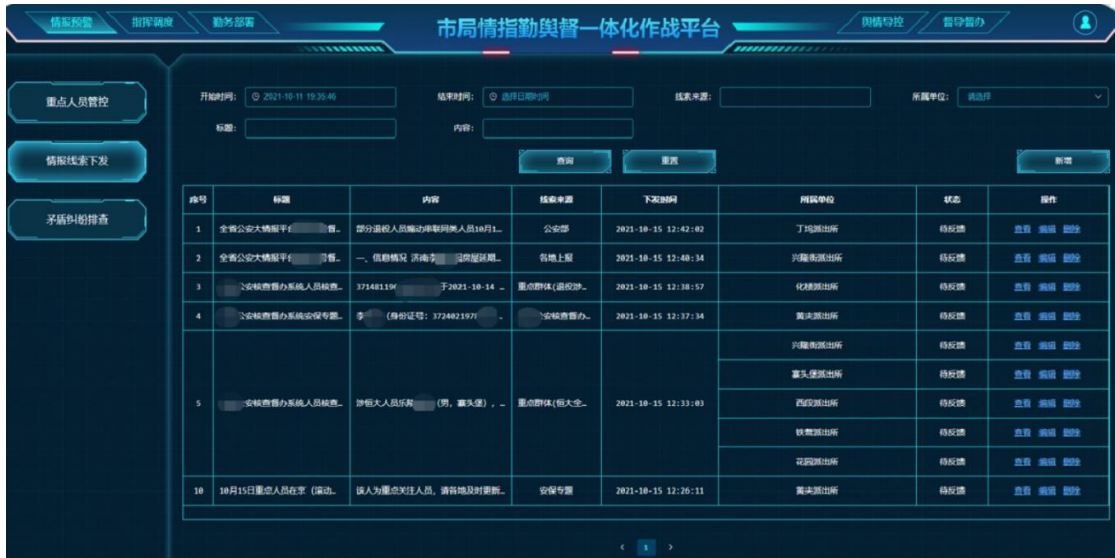 情报预警 指挥调度 勤务部署 市局情指勤舆督一体化作战平台 舆情导控 督导督办
重点人员管控
情报线索下发
矛盾纠纷排查
开始时间: 2021-10-11 19:35:46 结束时间: 选择日期时间 线索来源: 所属单位: 请选择
标题: 内容:
查询 重置 新增
序号 标题 内容 线索来源 下发时间 所属单位 状态 操作
1 全省公安大情报平台 督... 部分退役人员煽动串联同类人员10月1... 公安部 2021-10-15 12:42:02 丁坞派出所 待反馈 查看 编辑 删除
2 全省公安大情报平台 督... 一、信息情况 济南 房屋延期... 各地上报 2021-10-15 12:40:34 兴隆街派出所 待反馈 查看 编辑 删除
3 公安核查督办系统人员核查... 371481196 于2021-10-14 ... 重点群体(退役涉... 2021-10-15 12:38:57 化楼派出所 待反馈 查看 编辑 删除
4 公安核查督办系统安保专题... 李 (身份证号: 372402197 ... 安核查督办... 2021-10-15 12:37:34 黄夹派出所 待反馈 查看 编辑 删除
5 安核查督办系统人员核查... 涉恒大人员乐陵 (男, 寨头堡) , ... 重点群体(恒大全... 2021-10-15 12:33:03 兴隆街派出所 待反馈 查看 编辑 删除
寨头堡派出所 待反馈 查看 编辑 删除
西段派出所 待反馈 查看 编辑 删除
铁营派出所 待反馈 查看 编辑 删除
花园派出所 待反馈 查看 编辑 删除
10 10月15日重点人员在京 (滚动... 该人为重点关注人员, 请各地及时更新... 安保专题 2021-10-15 12:26:11 黄夹派出所 待反馈 查看 编辑 删除
< 1 >